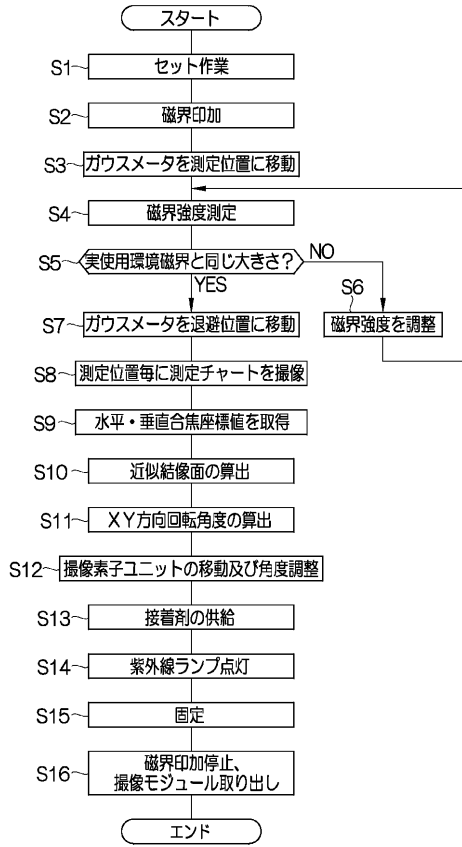 スタート
S1 セット作業
S2 磁界印加
S3 ガウスメータを測定位置に移動
S4 磁界強度測定
S5 実使用環境磁界と同じ大きさ? NO
YES
S6
S7 ガウスメータを退避位置に移動 磁界強度を調整
S8 測定位置毎に測定チャートを撮像
S9 水平・垂直合焦座標値を取得
S10 近似結像面の算出
S11 XY方向回転角度の算出
S12 撮像素子ユニットの移動及び角度調整
S13 接着剤の供給
S14 紫外線ランプ点灯
S15 固定
S16 磁界印加停止、
撮像モジュール取り出し
エンド